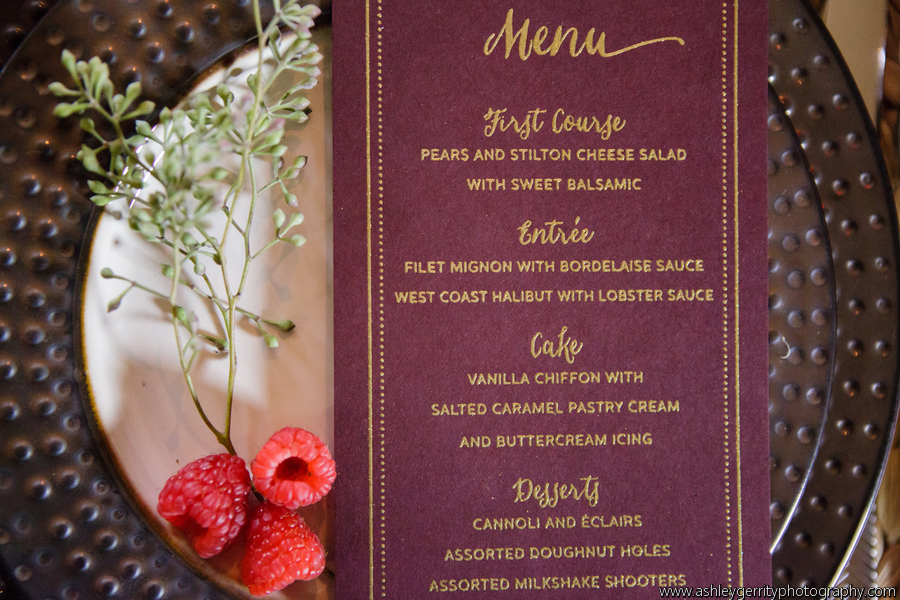 Menu
First Course
PEARS AND STILTON CHEESE SALAD
WITH SWEET BALSAMIC
Entrée
FILET MIGNON WITH BORDELAISE SAUCE
WEST COAST HALIBUT WITH LOBSTER SAUCE
Cake
VANILLA CHIFFON WITH
SALTED CARAMEL PASTRY CREAM
AND BUTTERCREAM ICING
Desserts
CANNOLI AND ÉCLAIRS
ASSORTED DOUGHNUT HOLES
ASSORTED MILKSHAKE SHOOTERS
www.ashleygerrityphotography.com